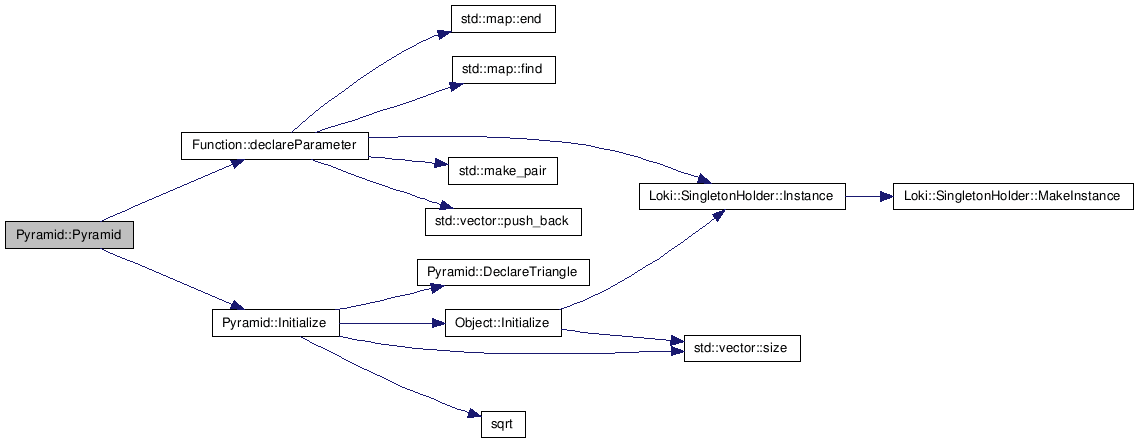 std::map::end
std::map::find
Function::declareParameter
std::make_pair
Loki::SingletonHolder::Instance
Loki::SingletonHolder::MakeInstance
std::vector::push_back
Pyramid::Pyramid
Pyramid::DeclareTriangle
Pyramid::Initialize
Object::Initialize
std::vector::size
sqrt